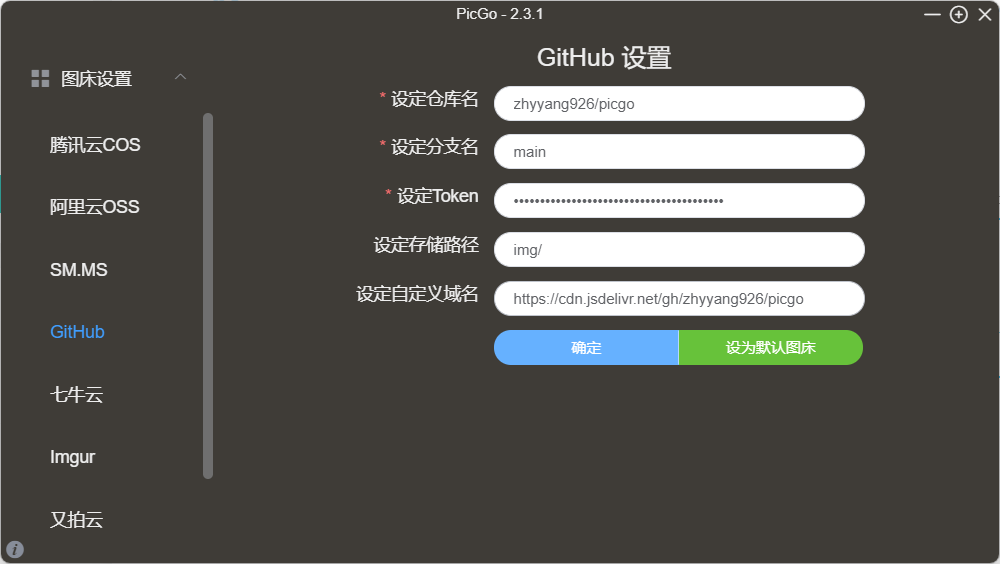 PicGo - 2.3.1
图床设置
腾讯云COS
阿里云OSS
SM.MS
GitHub
七牛云
Imgur
又拍云
GitHub 设置
* 设定仓库名 zhyyang926/picgo
* 设定分支名 main
* 设定Token ••••••••••••••••••••••••••••••••••••••••
设定存储路径 img/
设定自定义域名 https://cdn.jsdelivr.net/gh/zhyyang926/picgo
确定 设为默认图床